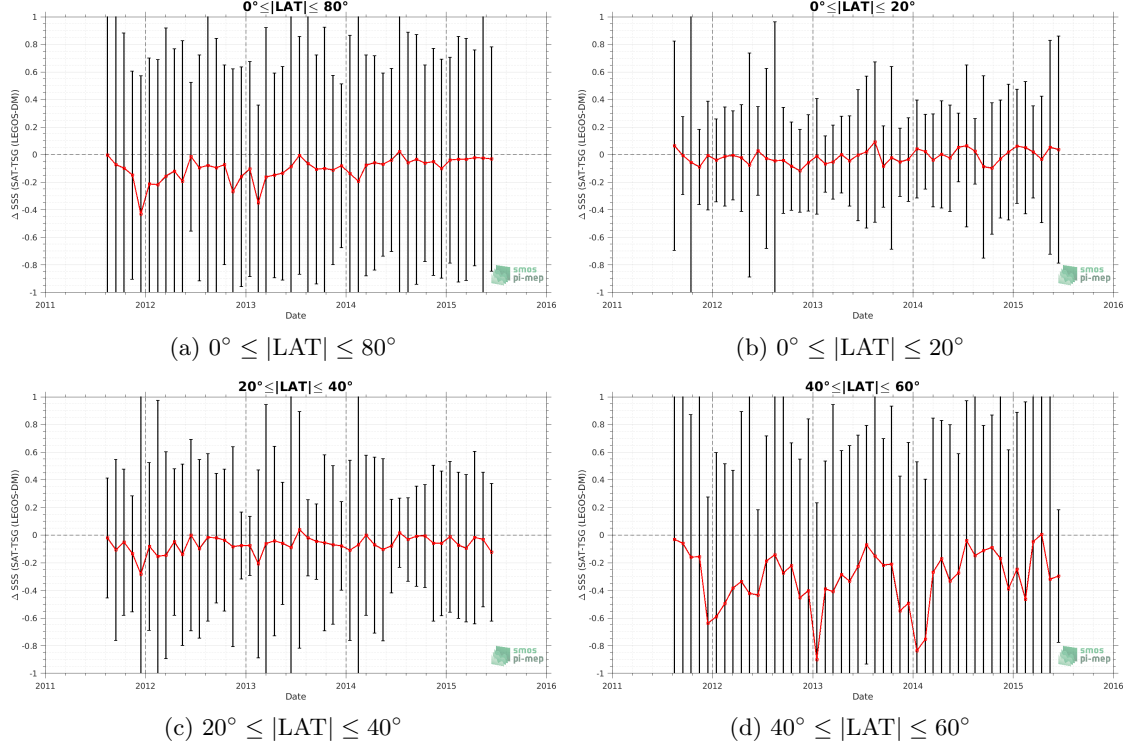 0°≤|LAT|≤ 80°
1
0.8
0.6
0.4
0.2
0
-0.2
-0.4
-0.6
-0.8
-1
Δ SSS (SAT-TSG (LEGOS-DM))
2011 2012 2013 2014 2015 2016
Date
smos
pi-mep
(a) 0° ≤ |LAT| ≤ 80°
0°≤|LAT|≤ 20°
1
0.8
0.6
0.4
0.2
0
-0.2
-0.4
-0.6
-0.8
-1
Δ SSS (SAT-TSG (LEGOS-DM))
2011 2012 2013 2014 2015 2016
Date
smos
pi-mep
(b) 0° ≤ |LAT| ≤ 20°
20°≤|LAT|≤ 40°
1
0.8
0.6
0.4
0.2
0
-0.2
-0.4
-0.6
-0.8
-1
Δ SSS (SAT-TSG (LEGOS-DM))
2011 2012 2013 2014 2015 2016
Date
smos
pi-mep
(c) 20° ≤ |LAT| ≤ 40°
40°≤|LAT|≤ 60°
1
0.8
0.6
0.4
0.2
0
-0.2
-0.4
-0.6
-0.8
-1
Δ SSS (SAT-TSG (LEGOS-DM))
2011 2012 2013 2014 2015 2016
Date
smos
pi-mep
(d) 40° ≤ |LAT| ≤ 60°